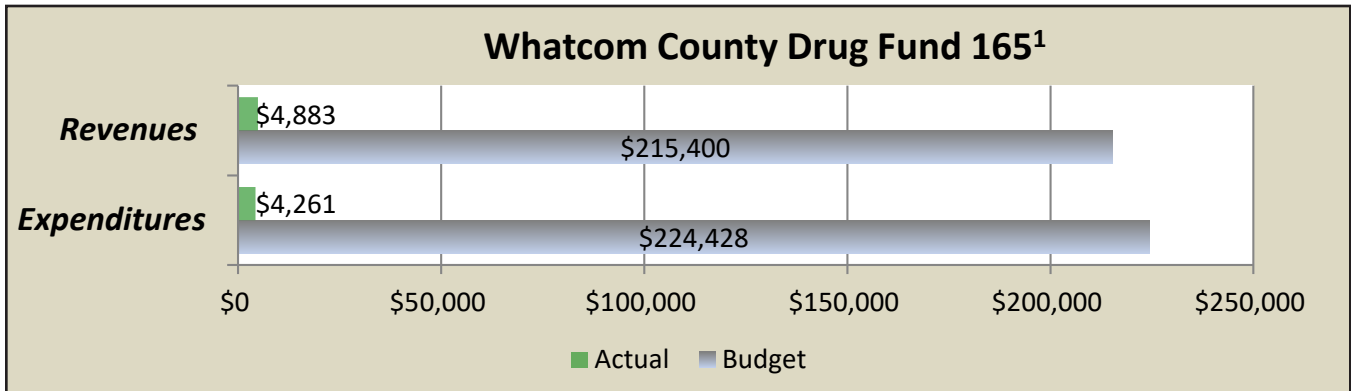 Whatcom County Drug Fund 165¹
Revenues
$4,883
$215,400
Expenditures
$4,261
$224,428
$0 $50,000 $100,000 $150,000 $200,000 $250,000
Actual Budget